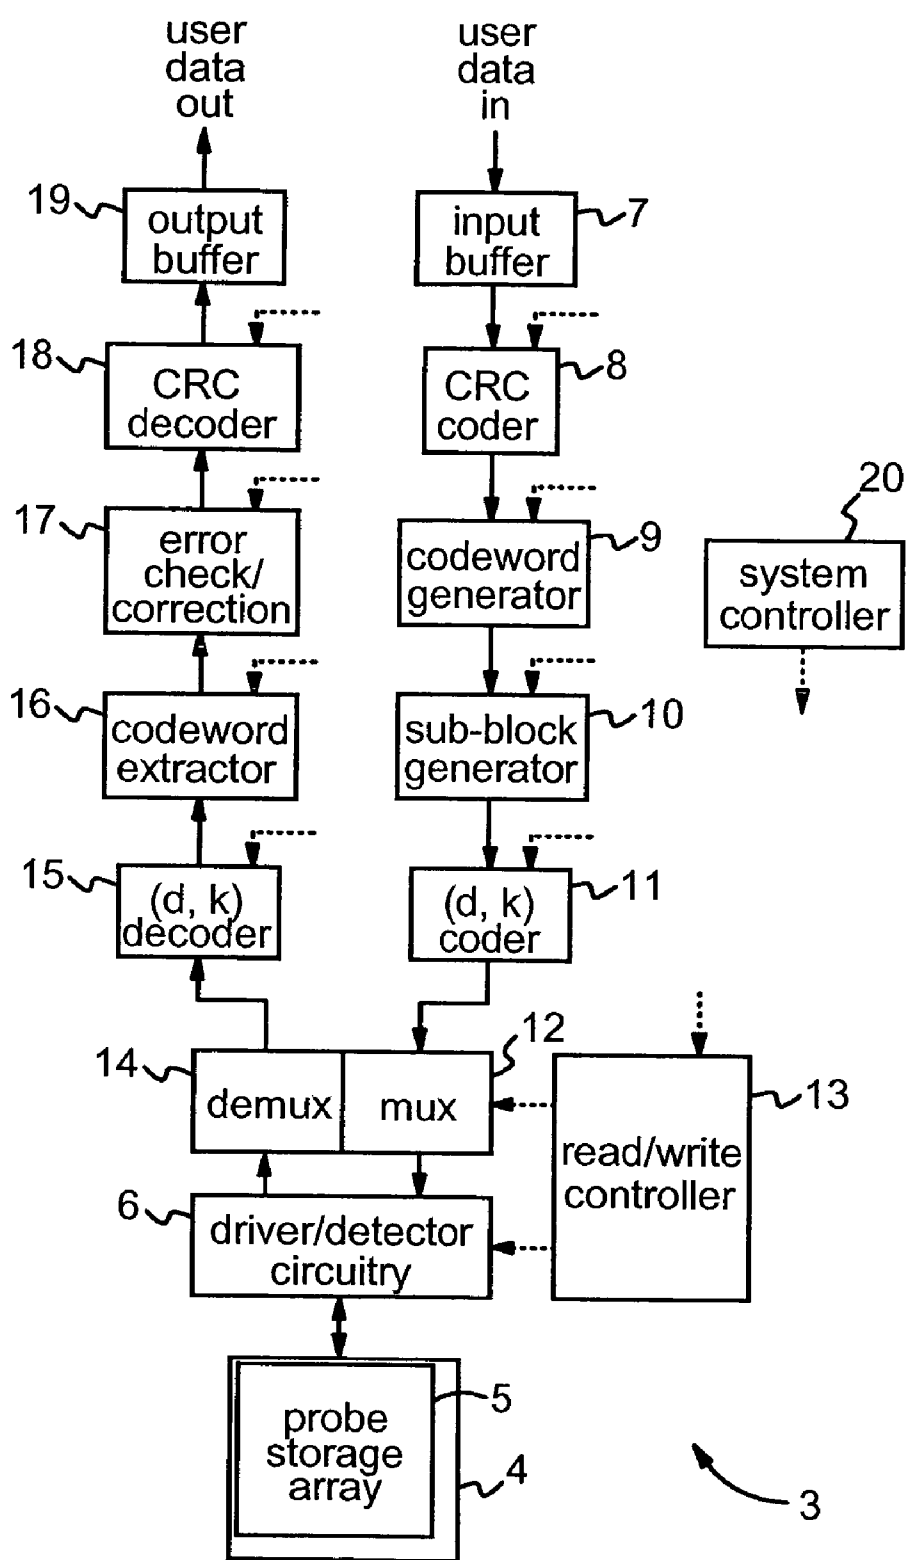 user
data
out
user
data
in
19
output
buffer
input
buffer
7
18
CRC
decoder
CRC
coder
8
17
error
check/
correction
codeword
generator
9
20
system
controller
16
codeword
extractor
sub-block
generator
10
15
(d, k)
decoder
(d, k)
coder
11
14
demux
mux
12
read/write
controller
13
6
driver/detector
circuitry
probe
storage
array
5
4
3